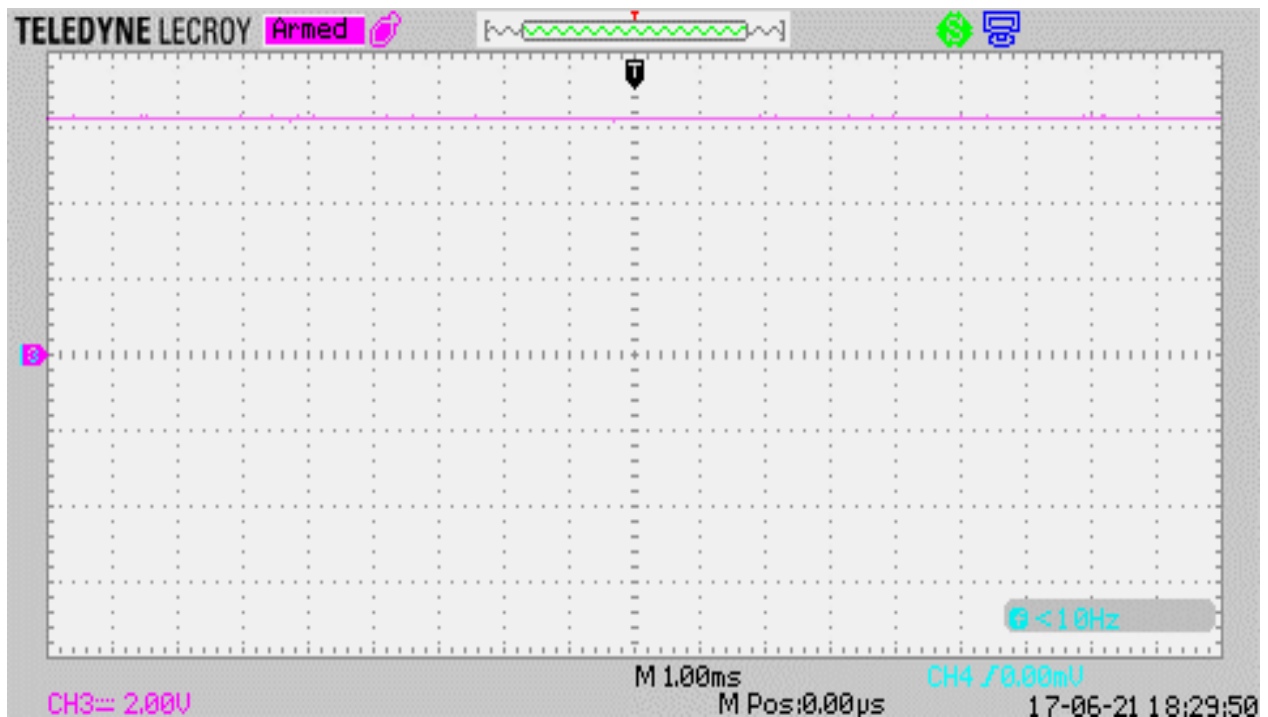 TELEDYNE LECROY Armed
T
3
f <10Hz
M 1.00ms CH4 0.00mV
CH3 2.00V M Pos:0.00µs 17-06-21 18:29:50